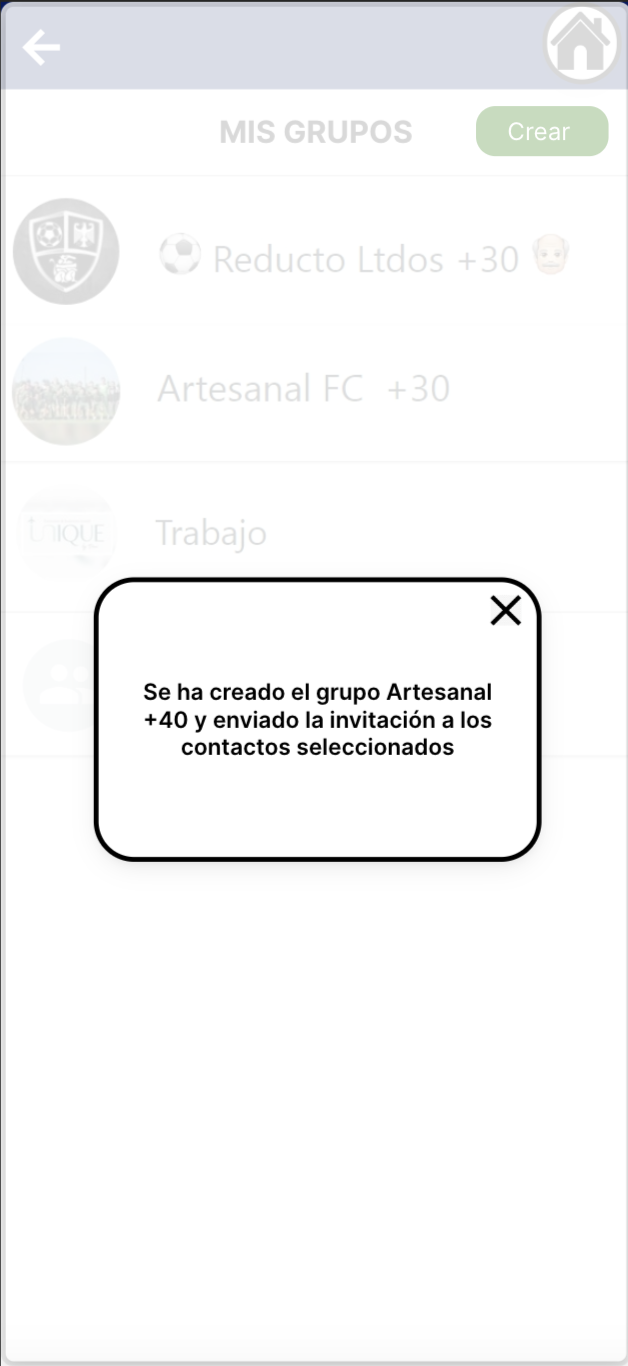 MIS GRUPOS
Crear
⚽ Reducto Ltdos +30 👴
Artesanal FC +30
UNIQUE
Trabajo
Se ha creado el grupo Artesanal
+40 y enviado la invitación a los
contactos seleccionados